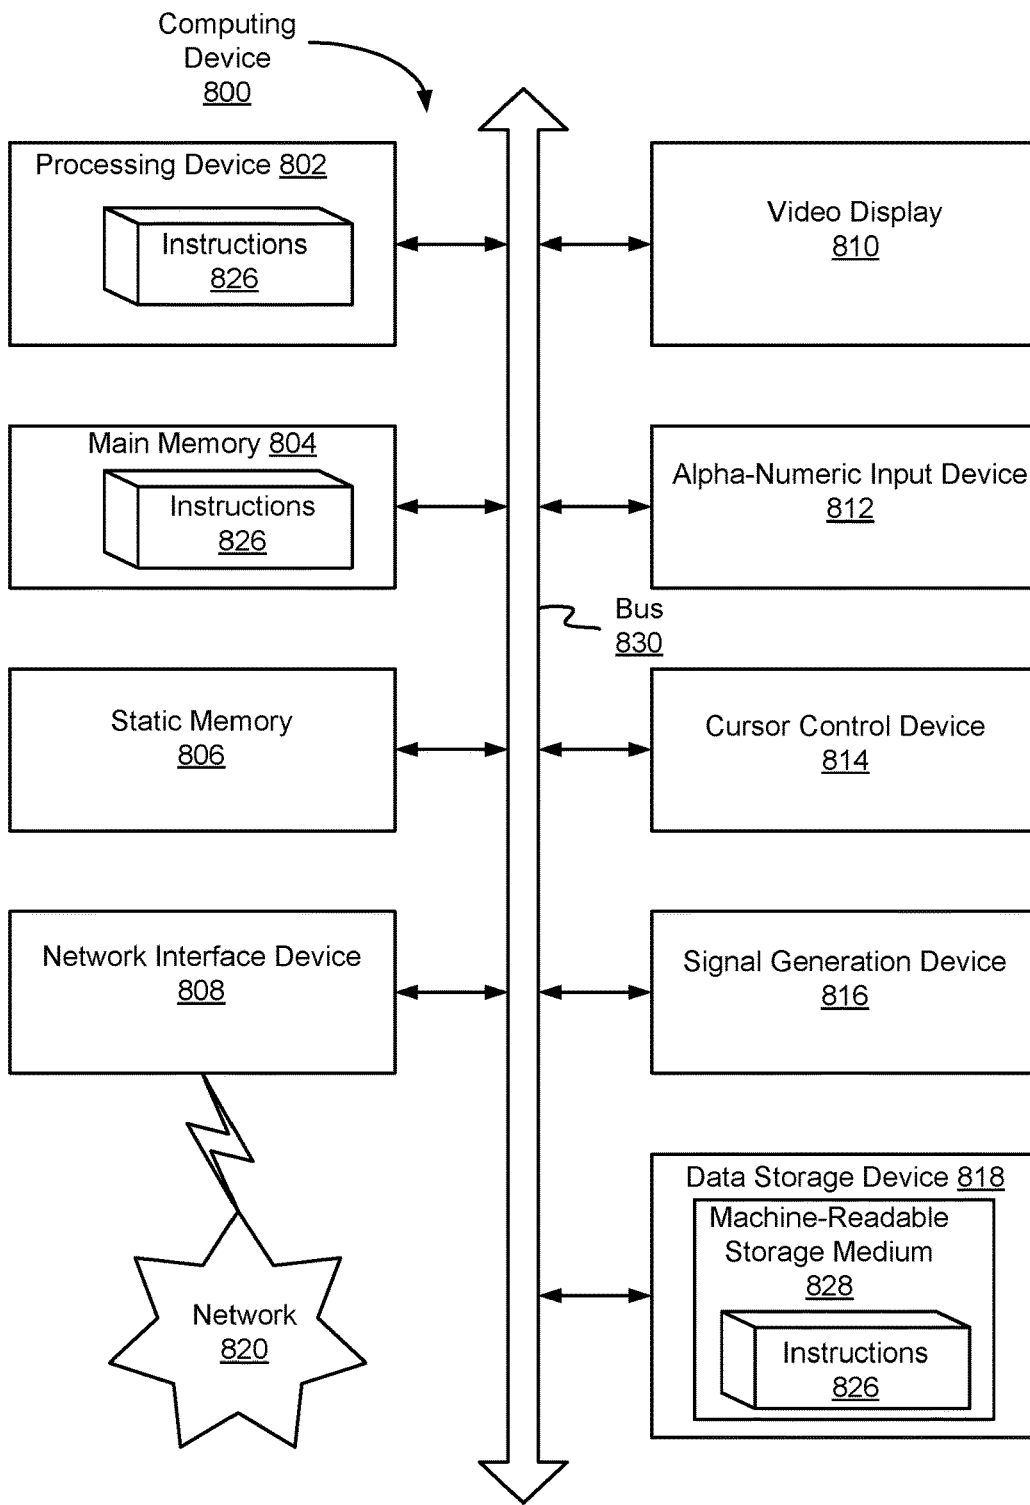 Computing
Device
800
Processing Device 802
Instructions
826
Video Display
810
Main Memory 804
Instructions
826
Alpha-Numeric Input Device
812
Bus
830
Static Memory
806
Cursor Control Device
814
Network Interface Device
808
Signal Generation Device
816
Data Storage Device 818
Machine-Readable
Storage Medium
828
Instructions
826
Network
820